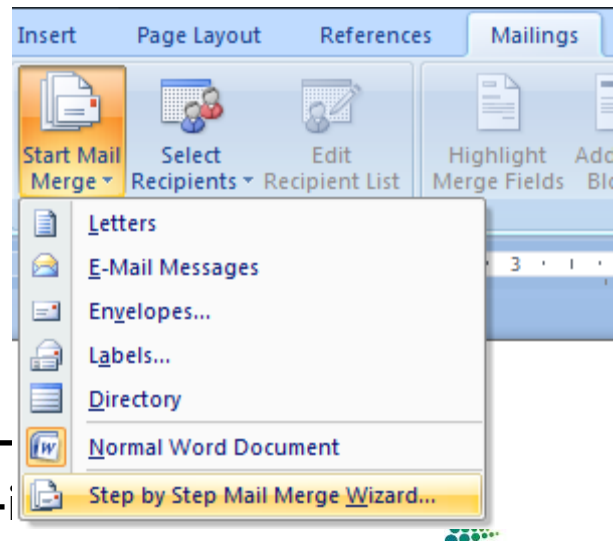 Insert Page Layout References Mailings
Start Mail Select Edit Highlight
Merge Recipients Recipient List Merge Fields
Letters
3
E-Mail Messages
Envelopes...
Labels...
Directory
Normal Word Document
Step by Step Mail Merge Wizard...